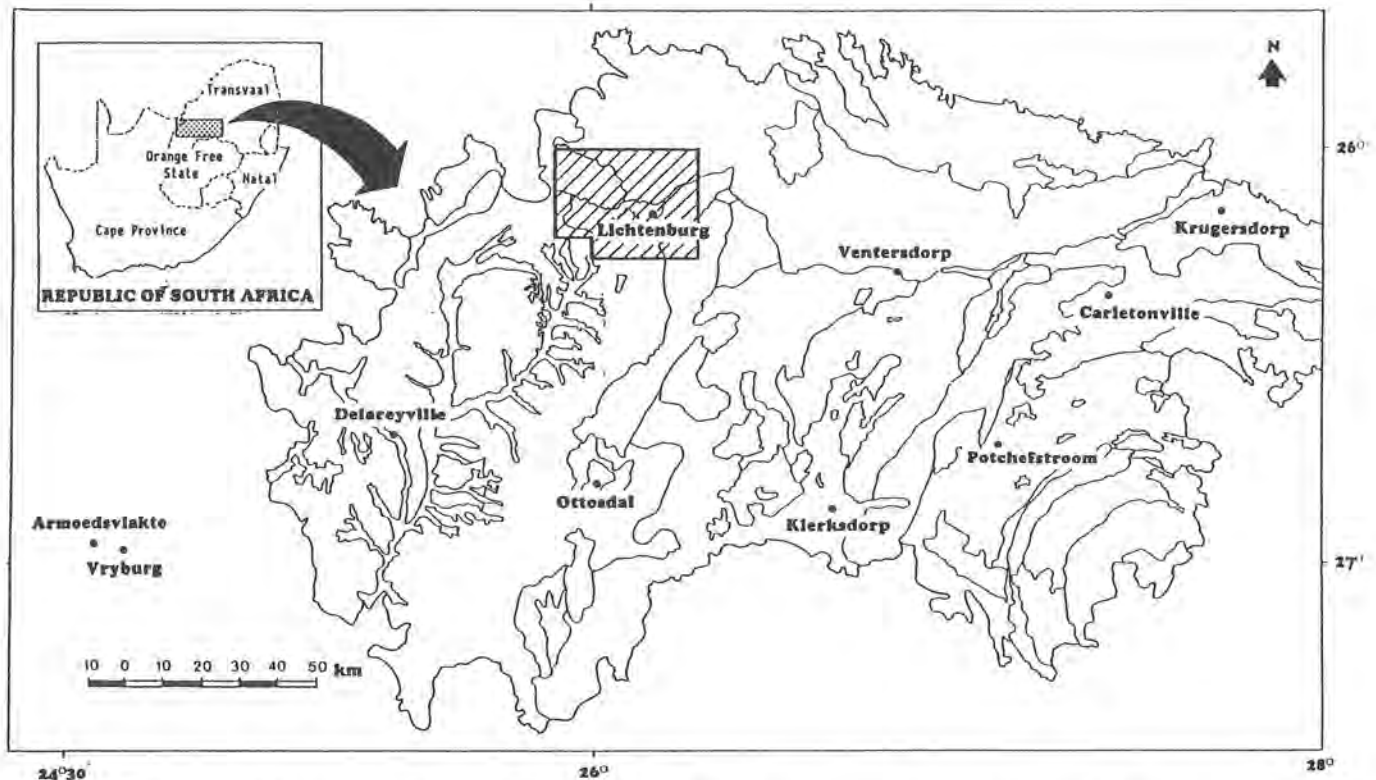 Transvaal
Orange Free
State
Natal
Cape Province
REPUBLIC OF SOUTH AFRICA
N
26°
Lichtenburg
Krugersdorp
Ventersdorp
Carletonville
Delareyville
Potchefstroom
Ottosdal
Klerksdorp
Armoedsvlakte
Vryburg
27'
10 0 10 20 30 40 50 km
24°30'
26°
28°